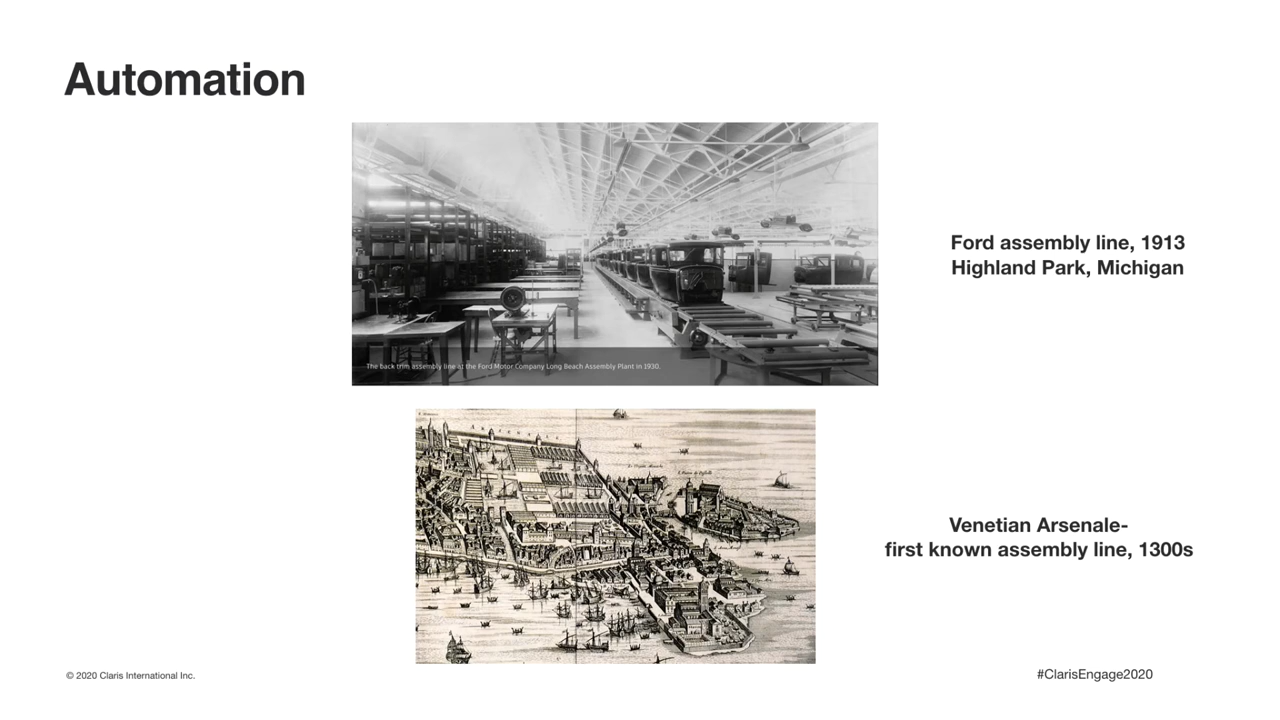 Automation
Ford assembly line, 1913
Highland Park, Michigan
The back trim assembly line at the Ford Motor Company Long Beach Assembly Plant in 1930.
Venetian Arsenale-
first known assembly line, 1300s
© 2020 Claris International Inc.
#ClarisEngage2020